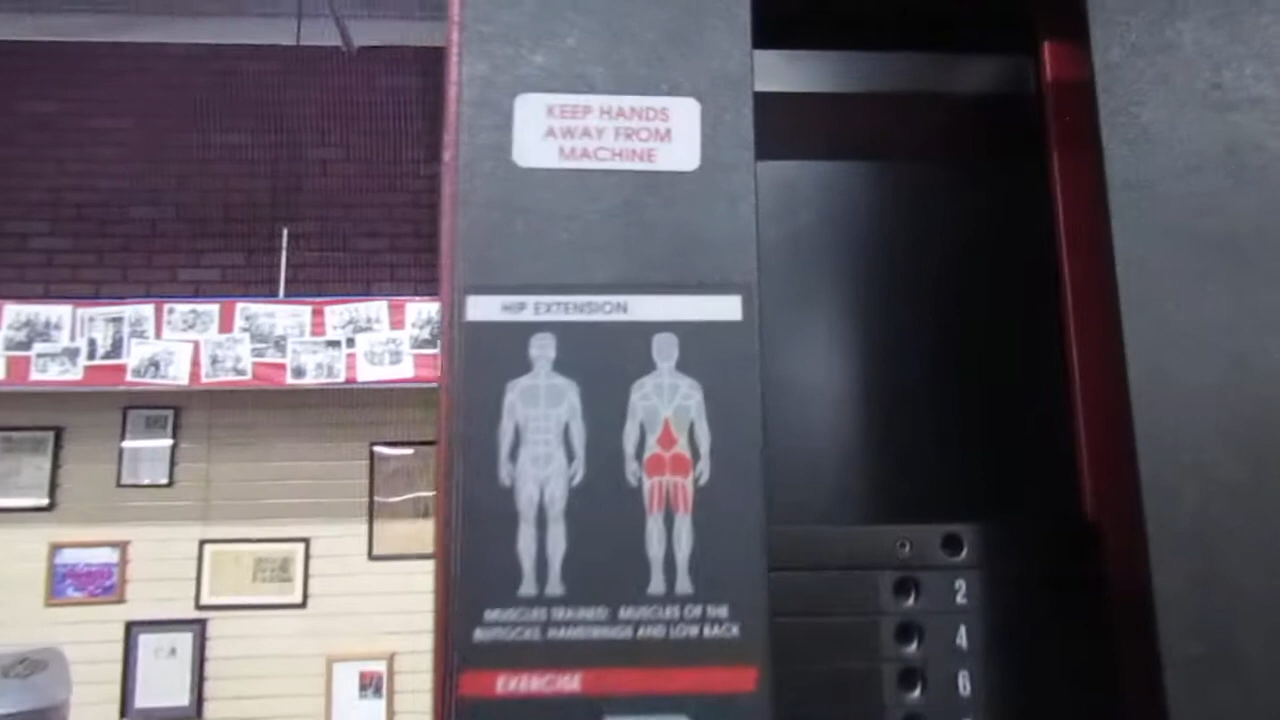 KEEP HANDS
AWAY FROM
MACHINE
HIP EXTENSION
MUSCLES TRAINED: MUSCLES OF THE
BUTTOCKS, HAMSTRINGS AND LOW BACK
EXERCISE
2
4
6